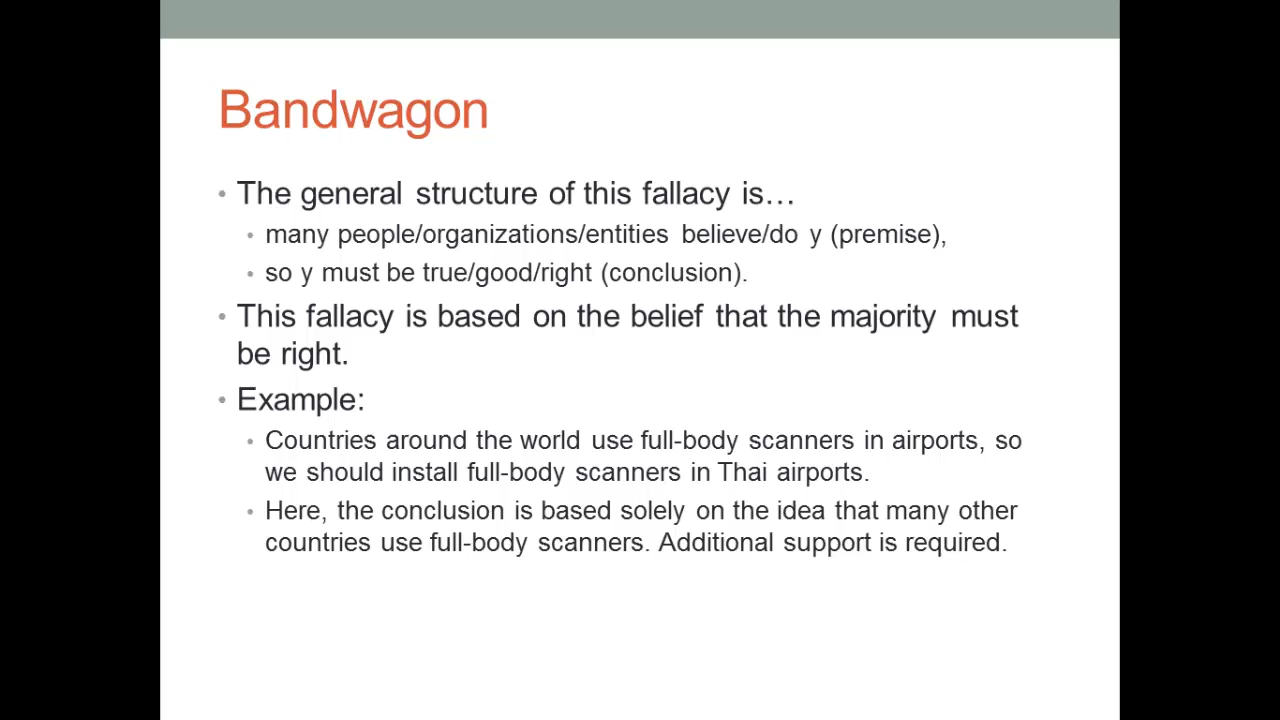 Bandwagon
• The general structure of this fallacy is…
• many people/organizations/entities believe/do y (premise),
• so y must be true/good/right (conclusion).
• This fallacy is based on the belief that the majority must
be right.
• Example:
• Countries around the world use full-body scanners in airports, so
we should install full-body scanners in Thai airports.
• Here, the conclusion is based solely on the idea that many other
countries use full-body scanners. Additional support is required.